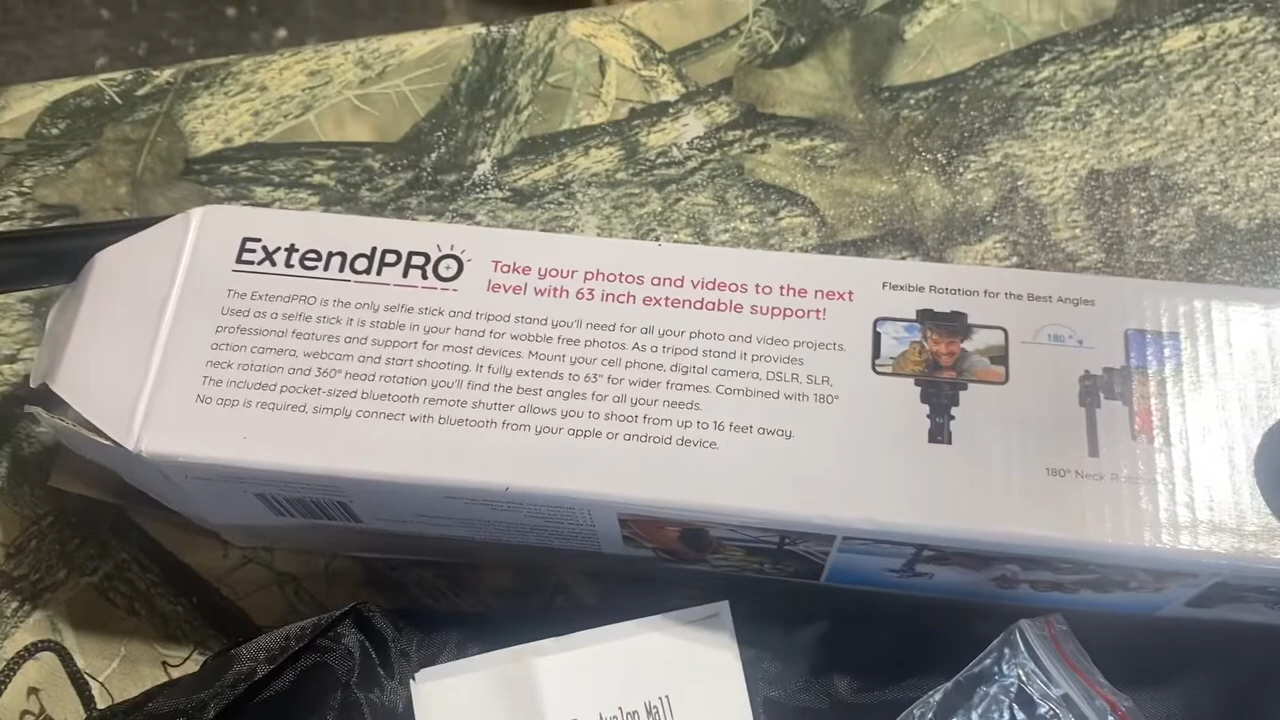 ExtendPRO
Take your photos and videos to the next
level with 63 inch extendable support!
The ExtendPRO is the only selfie stick and tripod stand you'll need for all your photo and video projects.
Used as a selfie stick it is stable in your hand for wobble free photos. As a tripod stand it provides
professional features and support for most devices. Mount your cell phone, digital camera, DSLR, SLR,
action camera, webcam and start shooting. It fully extends to 63" for wider frames. Combined with 180°
neck rotation and 360° head rotation you'll find the best angles for all your needs.
The included pocket-sized bluetooth remote shutter allows you to shoot from up to 16 feet away.
No app is required, simply connect with bluetooth from your apple or android device.
Flexible Rotation for the Best Angles
180°
180° Neck
Avalon Mall